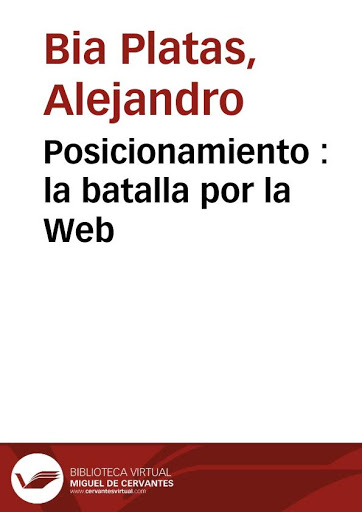 Bia Platas,
Alejandro
Posicionamiento :
la batalla por la
Web
BIBLIOTECA VIRTUAL
MIGUEL DE CERVANTES
www.cervantesvirtual.com